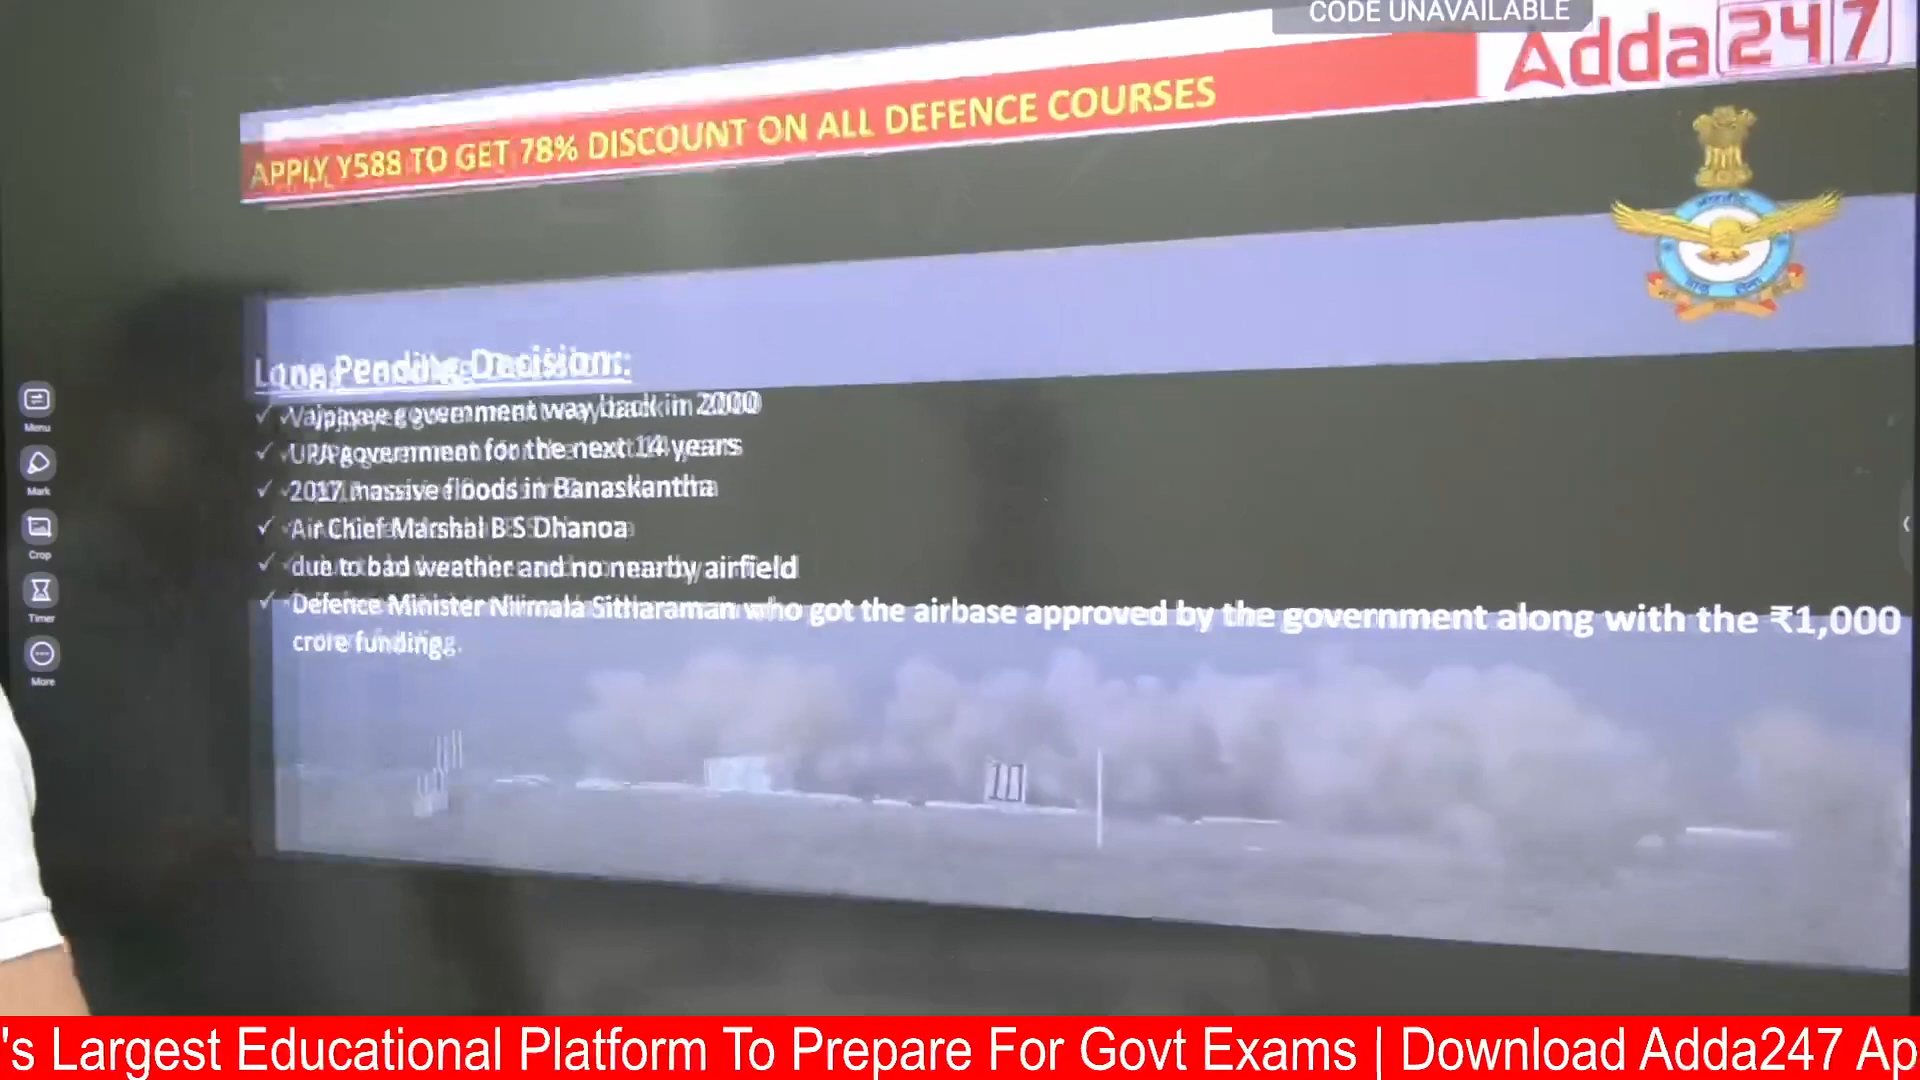 CODE UNAVAILABLE
Adda247
APPLY Y588 TO GET 78% DISCOUNT ON ALL DEFENCE COURSES
Long Pending Decision:
✓ Vajpayee government way back in 2000
✓ UPA government for the next 14 years
✓ 2017 massive floods in Banaskantha
✓ Air Chief Marshal B S Dhanoa
✓ due to bad weather and no nearby airfield
✓ Defence Minister Nirmala Sitharaman who got the airbase approved by the government along with the ₹1,000
crore funding.
Menu
Mark
Crop
Timer
More
's Largest Educational Platform To Prepare For Govt Exams | Download Adda247 Ap